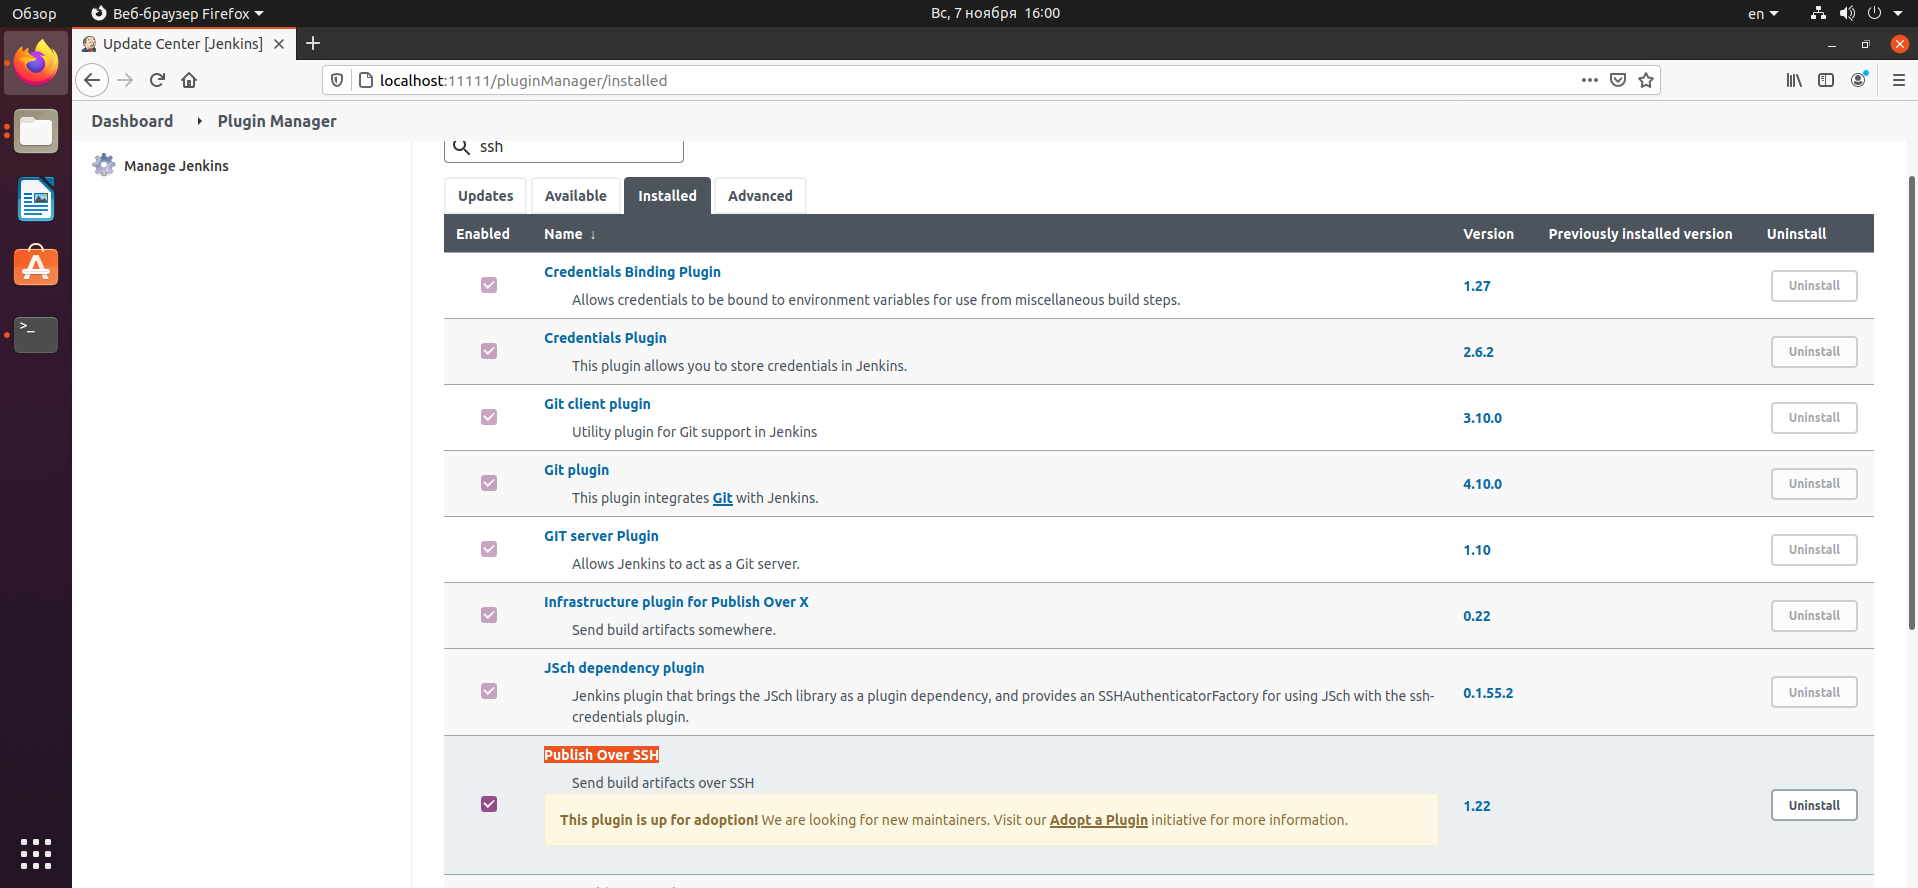 Обзор
Веб-браузер Firefox
Вс, 7 ноября 16:00
en
Update Center [Jenkins]
localhost:11111/pluginManager/installed
Dashboard
Plugin Manager
Manage Jenkins
ssh
Updates
Available
Installed
Advanced
Enabled
Name ↓
Version
Previously installed version
Uninstall
Credentials Binding Plugin
Allows credentials to be bound to environment variables for use from miscellaneous build steps.
1.27
Uninstall
Credentials Plugin
This plugin allows you to store credentials in Jenkins.
2.6.2
Uninstall
Git client plugin
Utility plugin for Git support in Jenkins
3.10.0
Uninstall
Git plugin
This plugin integrates Git with Jenkins.
4.10.0
Uninstall
GIT server Plugin
Allows Jenkins to act as a Git server.
1.10
Uninstall
Infrastructure plugin for Publish Over X
Send build artifacts somewhere.
0.22
Uninstall
JSch dependency plugin
Jenkins plugin that brings the JSch library as a plugin dependency, and provides an SSHAuthenticatorFactory for using JSch with the ssh-
credentials plugin.
0.1.55.2
Uninstall
Publish Over SSH
Send build artifacts over SSH
This plugin is up for adoption! We are looking for new maintainers. Visit our Adopt a Plugin initiative for more information.
1.22
Uninstall